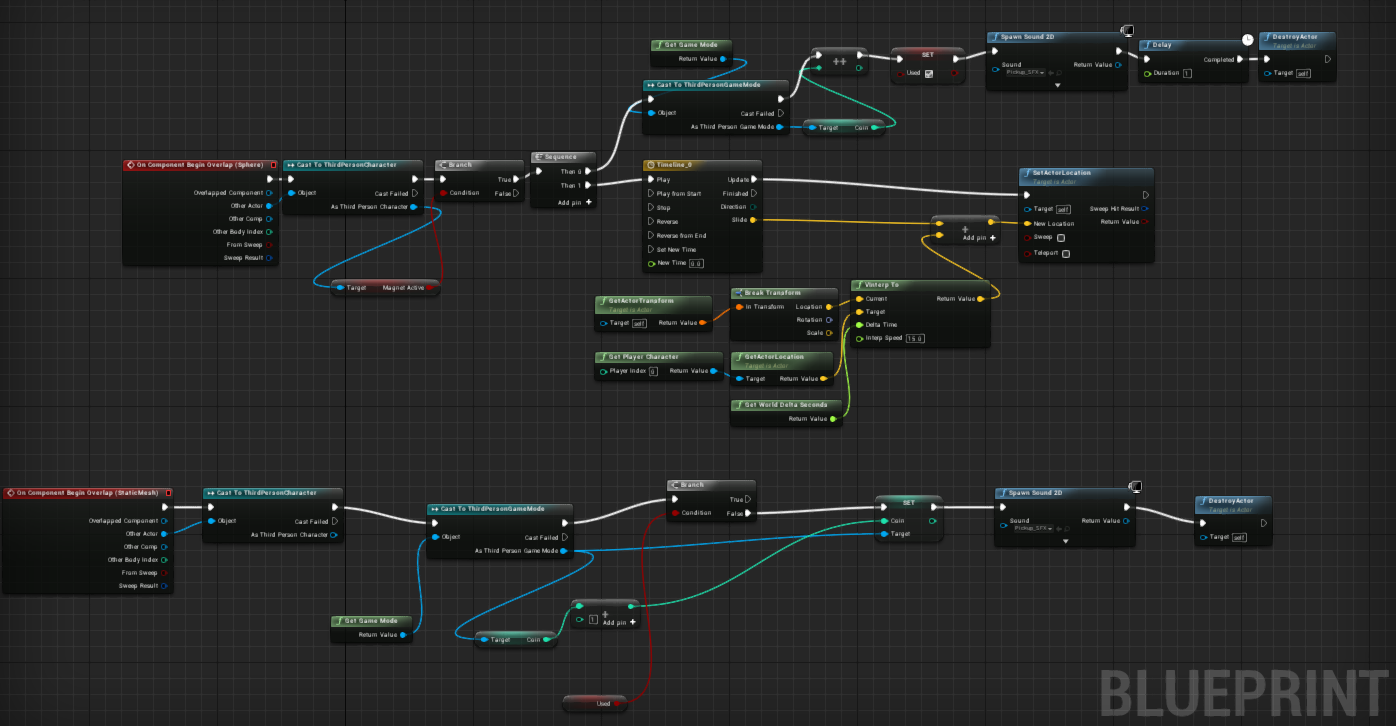 Get Game Mode
Return Value
Cast To ThirdPersonGameMode
Object
Cast Failed
As Third Person Game Mode
++
Target Coin
SET
Used
Spawn Sound 2D
Sound
Pickup_SFX
Return Value
Delay
Completed
Duration 1
DestroyActor
Target is Actor
Target self
On Component Begin Overlap (Sphere)
Overlapped Component
Other Actor
Other Comp
Other Body Index
From Sweep
Sweep Result
Cast To ThirdPersonCharacter
Object
Cast Failed
As Third Person Character
Branch
True
Condition False
Sequence
Then 0
Then 1
Add pin +
Target Magnet Active
Timeline_0
Play Update
Play from Start Finished
Stop Direction
Reverse Slide
Reverse from End
Set New Time
New Time 0.0
SetActorLocation
Target is Actor
Target self Sweep Hit Result
New Location Return Value
Sweep
Teleport
+
Add pin +
GetActorTransform
Target is Actor
Target self Return Value
Break Transform
In Transform Location
Rotation
Scale
VInterp To
Current Return Value
Target
Delta Time
Interp Speed 15.0
Get Player Character
Player Index 0 Return Value
GetActorLocation
Target is Actor
Target Return Value
Get World Delta Seconds
Return Value
On Component Begin Overlap (StaticMesh)
Overlapped Component
Other Actor
Other Comp
Other Body Index
From Sweep
Sweep Result
Cast To ThirdPersonCharacter
Object Cast Failed
As Third Person Character
Cast To ThirdPersonGameMode
Object Cast Failed
As Third Person Game Mode
Get Game Mode
Return Value
Target Coin
+
1 Add pin +
Used
Branch
True
Condition False
SET
Coin
Target
Spawn Sound 2D
Sound Return Value
Pickup_SFX
DestroyActor
Target is Actor
Target self
BLUEPRINT